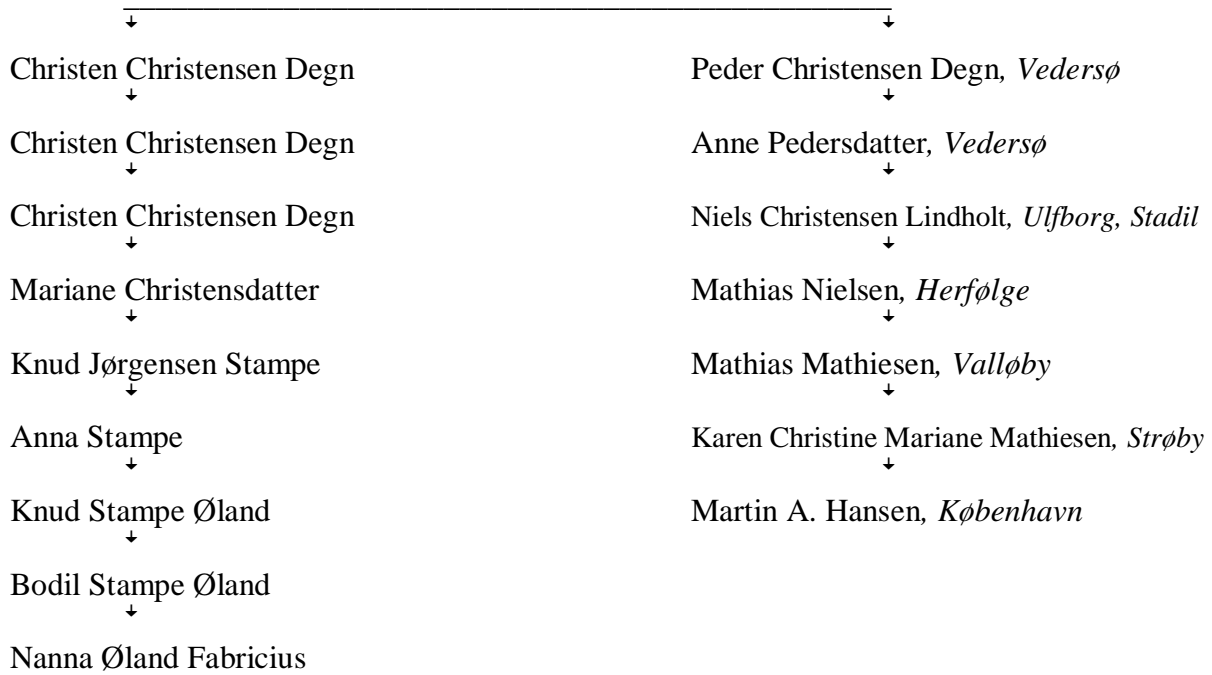 Christen Christensen Degn
Peder Christensen Degn, Vedersø
Christen Christensen Degn
Anne Pedersdatter, Vedersø
Christen Christensen Degn
Niels Christensen Lindholt, Ulfborg, Stadil
Mariane Christensdatter
Mathias Nielsen, Herfølge
Knud Jørgensen Stampe
Mathias Mathiesen, Valløby
Anna Stampe
Karen Christine Mariane Mathiesen, Strøby
Knud Stampe Øland
Martin A. Hansen, København
Bodil Stampe Øland
Nanna Øland Fabricius